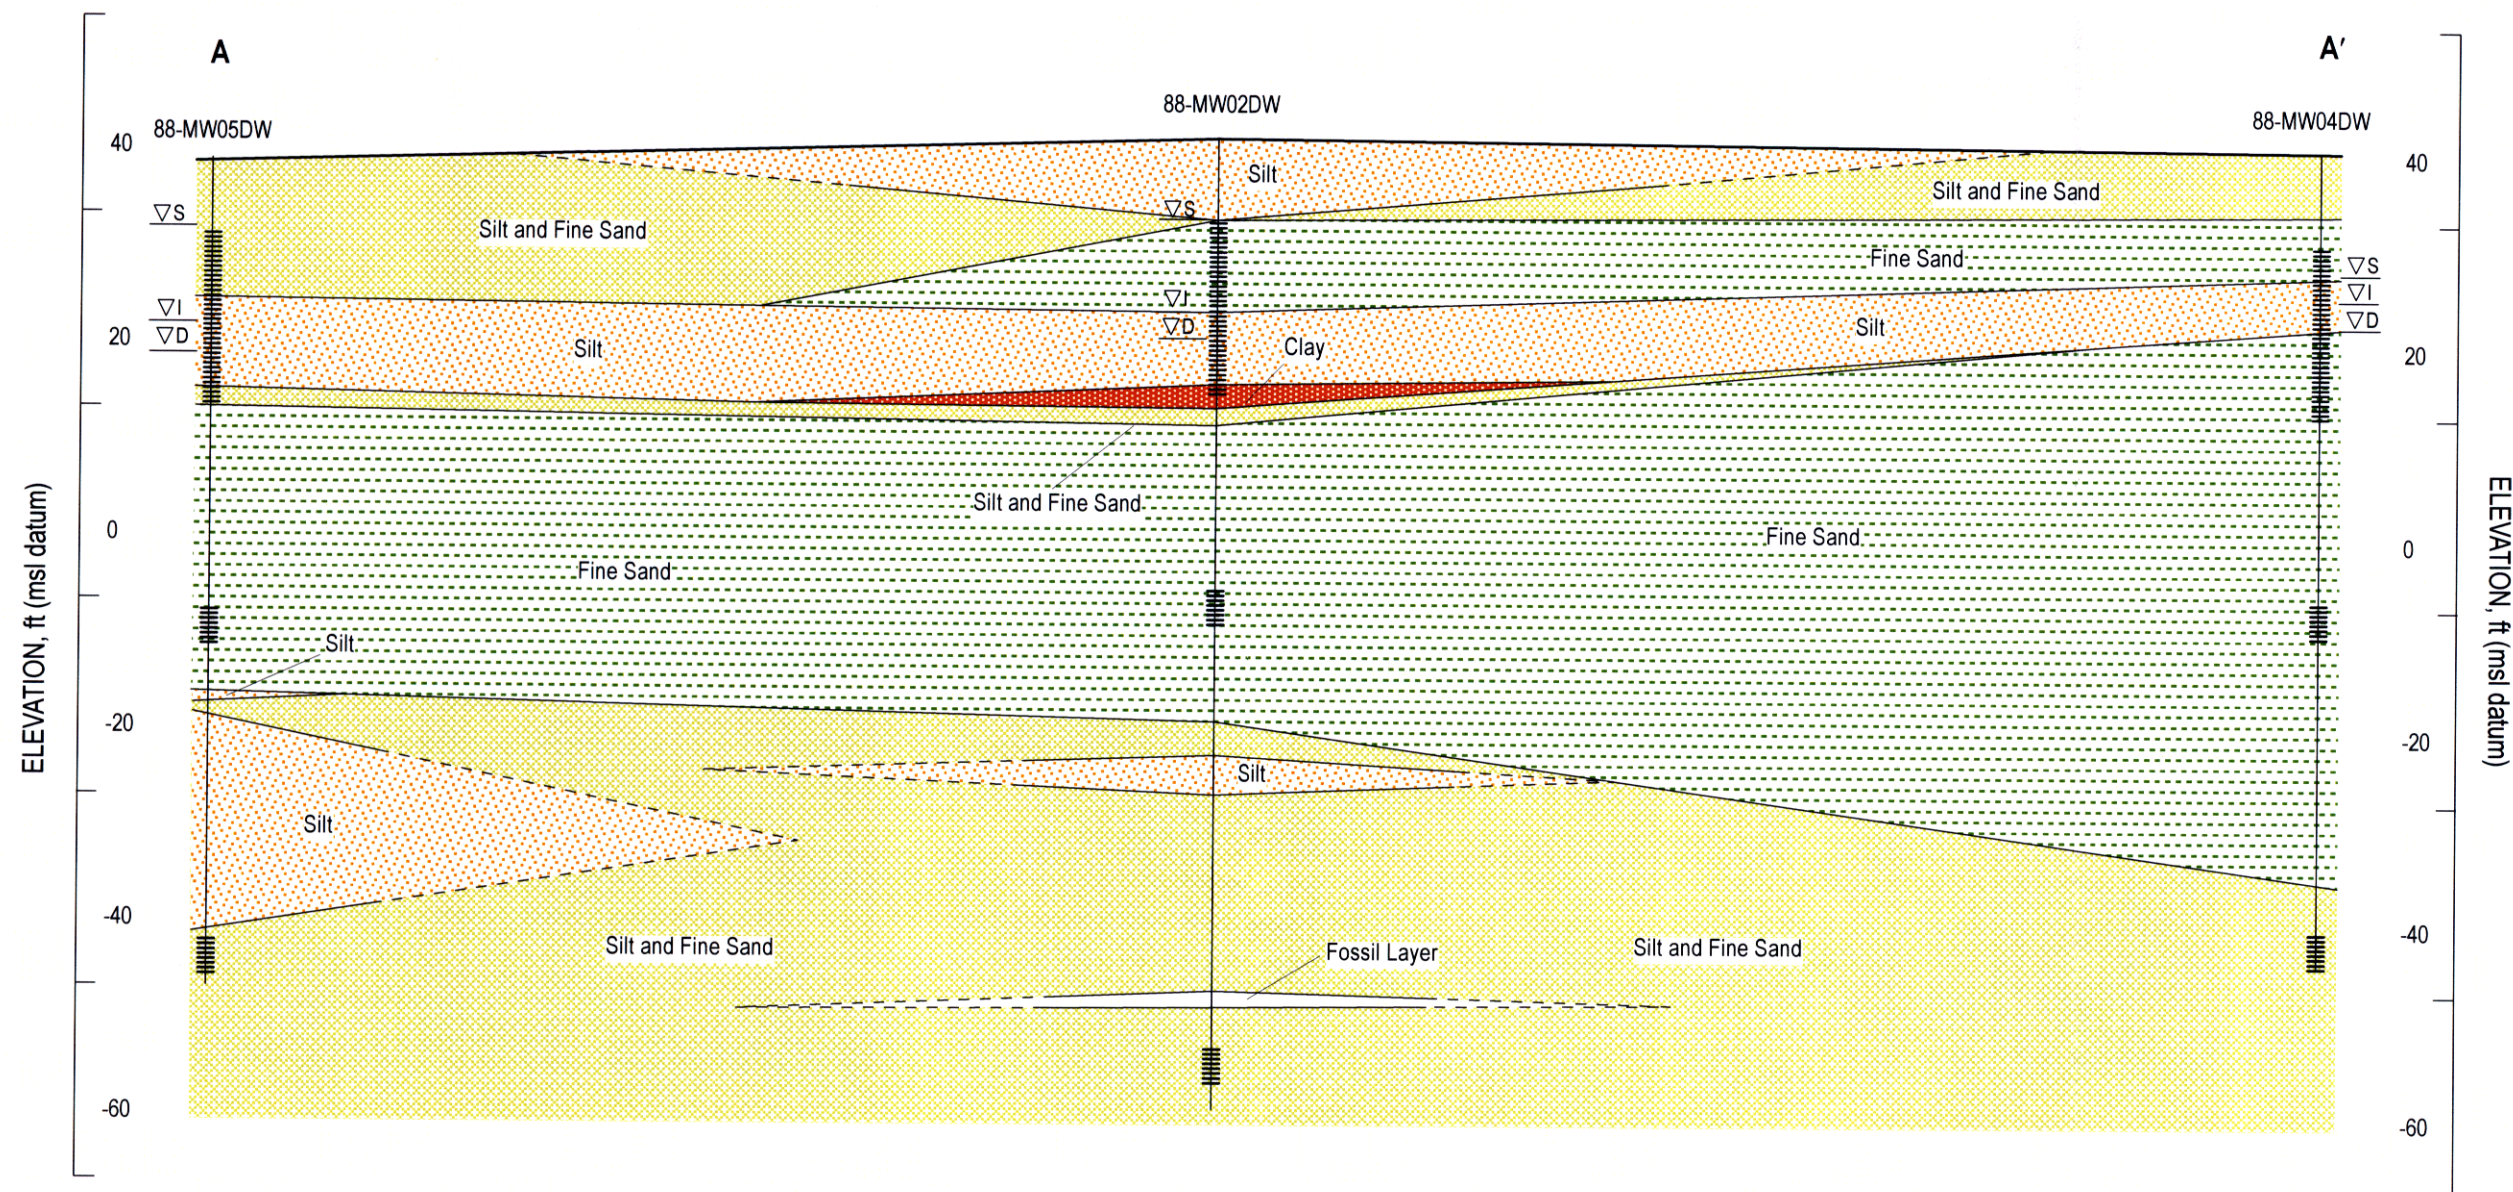 A
A′
88-MW02DW
88-MW05DW
88-MW04DW
40
40
Silt
Silt and Fine Sand
S
S
Silt and Fine Sand
Fine Sand
S
I
I
I
D
D
D
20
20
Silt
Clay
Silt
Silt and Fine Sand
ELEVATION, ft (msl datum)
ELEVATION, ft (msl datum)
0
0
Fine Sand
Fine Sand
Silt
-20
-20
Silt
Silt
-40
-40
Silt and Fine Sand
Fossil Layer
Silt and Fine Sand
-60
-60